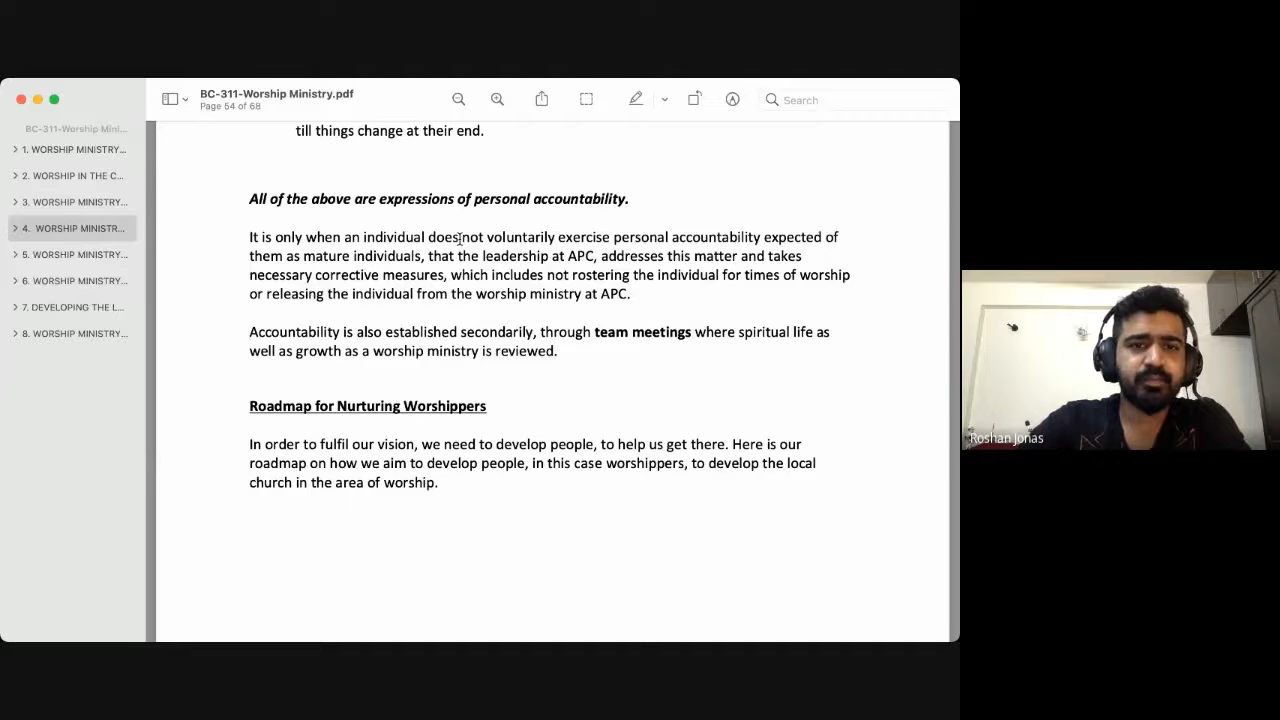 BC-311-Worship Ministry.pdf
Page 54 of 68
Search
BC-311-Worship Mini...
1. WORSHIP MINISTRY...
2. WORSHIP IN THE C...
3. WORSHIP MINISTRY...
4. WORSHIP MINISTR...
5. WORSHIP MINISTRY...
6. WORSHIP MINISTRY...
7. DEVELOPING THE L...
8. WORSHIP MINISTRY...
till things change at their end.
All of the above are expressions of personal accountability.
It is only when an individual does not voluntarily exercise personal accountability expected of
them as mature individuals, that the leadership at APC, addresses this matter and takes
necessary corrective measures, which includes not rostering the individual for times of worship
or releasing the individual from the worship ministry at APC.
Accountability is also established secondarily, through team meetings where spiritual life as
well as growth as a worship ministry is reviewed.
Roadmap for Nurturing Worshippers
In order to fulfil our vision, we need to develop people, to help us get there. Here is our
roadmap on how we aim to develop people, in this case worshippers, to develop the local
church in the area of worship.
Roshan Jonas